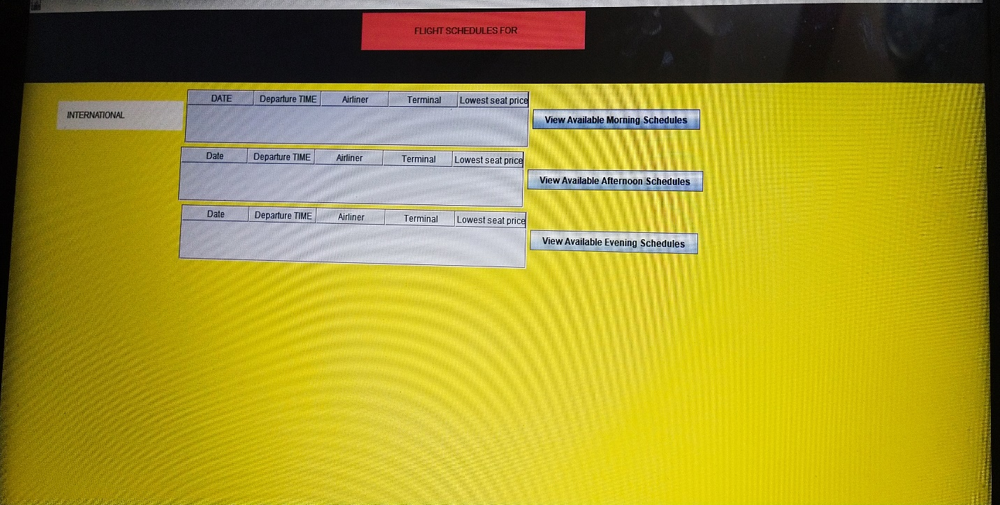 FLIGHT SCHEDULES FOR
INTERNATIONAL
DATE Departure TIME Airliner Terminal Lowest seat price
View Available Morning Schedules
Date Departure TIME Airliner Terminal Lowest seat price
View Available Afternoon Schedules
Date Departure TIME Airliner Terminal Lowest seat price
View Available Evening Schedules